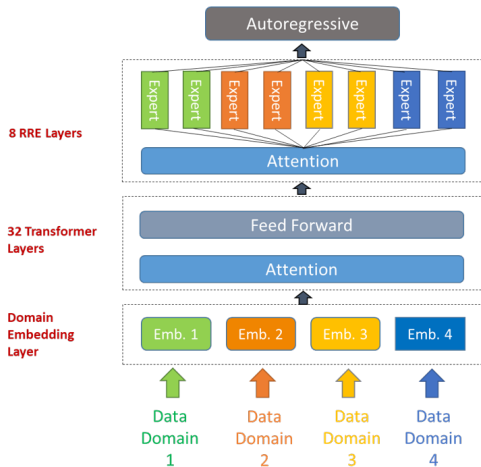 Autoregressive
Expert
Expert
Expert
Expert
Expert
Expert
Expert
Expert
8 RRE Layers
Attention
Feed Forward
32 Transformer
Layers
Attention
Domain
Embedding
Layer
Emb. 1
Emb. 2
Emb. 3
Emb. 4
Data
Domain
1
Data
Domain
2
Data
Domain
3
Data
Domain
4